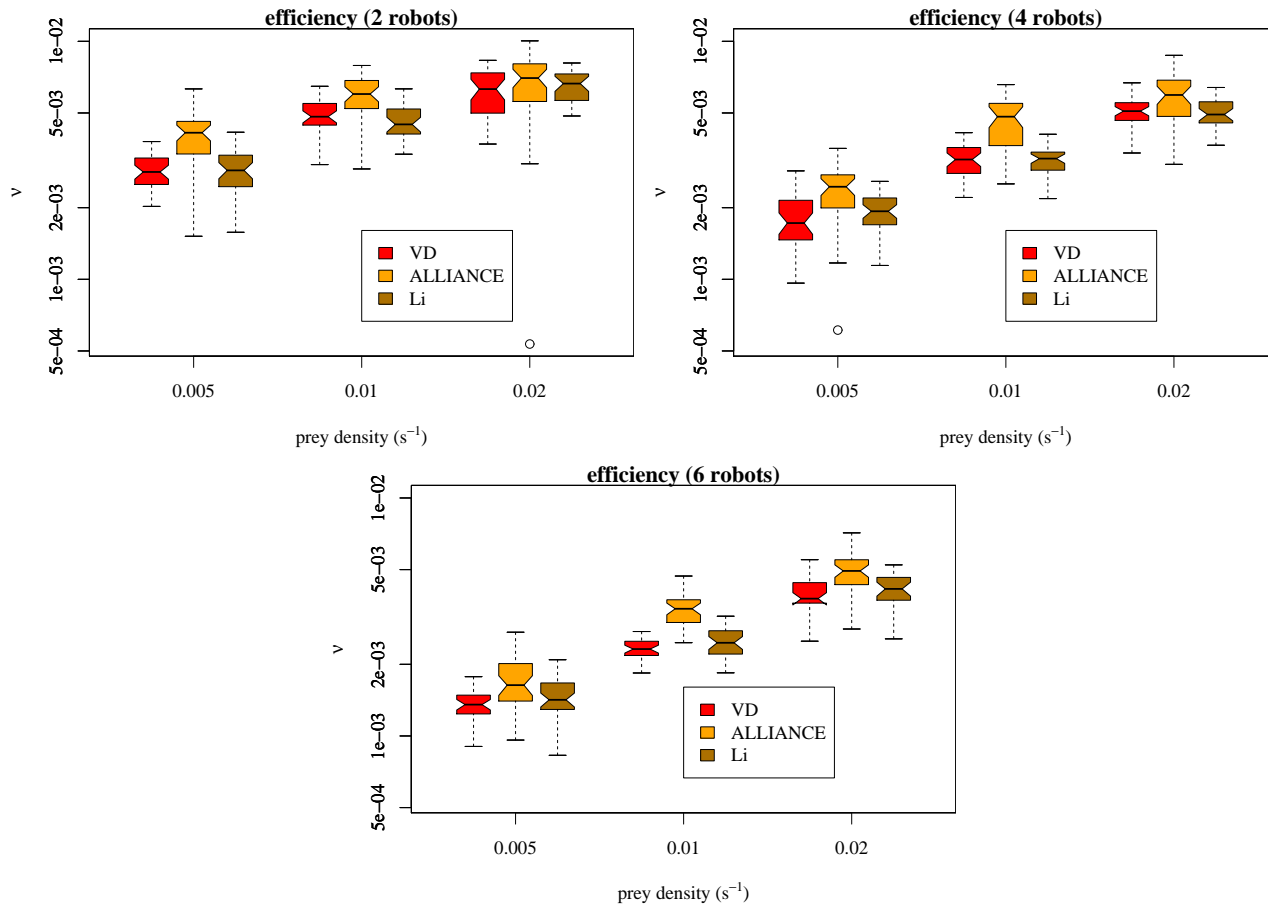 efficiency (2 robots)
1e−02
5e−03
2e−03
1e−03
5e−04
ν
VD
ALLIANCE
Li
0.005 0.01 0.02
prey density (s⁻¹)
efficiency (4 robots)
1e−02
5e−03
2e−03
1e−03
5e−04
ν
VD
ALLIANCE
Li
0.005 0.01 0.02
prey density (s⁻¹)
efficiency (6 robots)
1e−02
5e−03
2e−03
1e−03
5e−04
ν
VD
ALLIANCE
Li
0.005 0.01 0.02
prey density (s⁻¹)